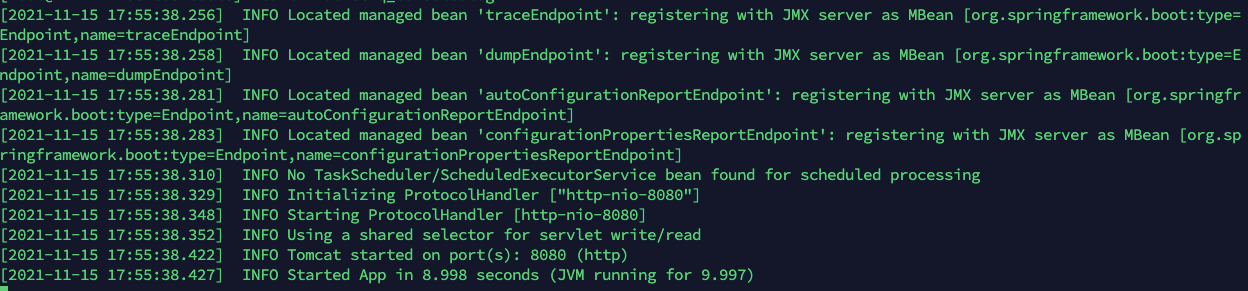 [2021-11-15 17:55:38.256]  INFO Located managed bean 'traceEndpoint': registering with JMX server as MBean [org.springframework.boot:type=
Endpoint,name=traceEndpoint]
[2021-11-15 17:55:38.258]  INFO Located managed bean 'dumpEndpoint': registering with JMX server as MBean [org.springframework.boot:type=E
ndpoint,name=dumpEndpoint]
[2021-11-15 17:55:38.281]  INFO Located managed bean 'autoConfigurationReportEndpoint': registering with JMX server as MBean [org.springfr
amework.boot:type=Endpoint,name=autoConfigurationReportEndpoint]
[2021-11-15 17:55:38.283]  INFO Located managed bean 'configurationPropertiesReportEndpoint': registering with JMX server as MBean [org.sp
ringframework.boot:type=Endpoint,name=configurationPropertiesReportEndpoint]
[2021-11-15 17:55:38.310]  INFO No TaskScheduler/ScheduledExecutorService bean found for scheduled processing
[2021-11-15 17:55:38.329]  INFO Initializing ProtocolHandler ["http-nio-8080"]
[2021-11-15 17:55:38.348]  INFO Starting ProtocolHandler [http-nio-8080]
[2021-11-15 17:55:38.352]  INFO Using a shared selector for servlet write/read
[2021-11-15 17:55:38.422]  INFO Tomcat started on port(s): 8080 (http)
[2021-11-15 17:55:38.427]  INFO Started App in 8.998 seconds (JVM running for 9.997)